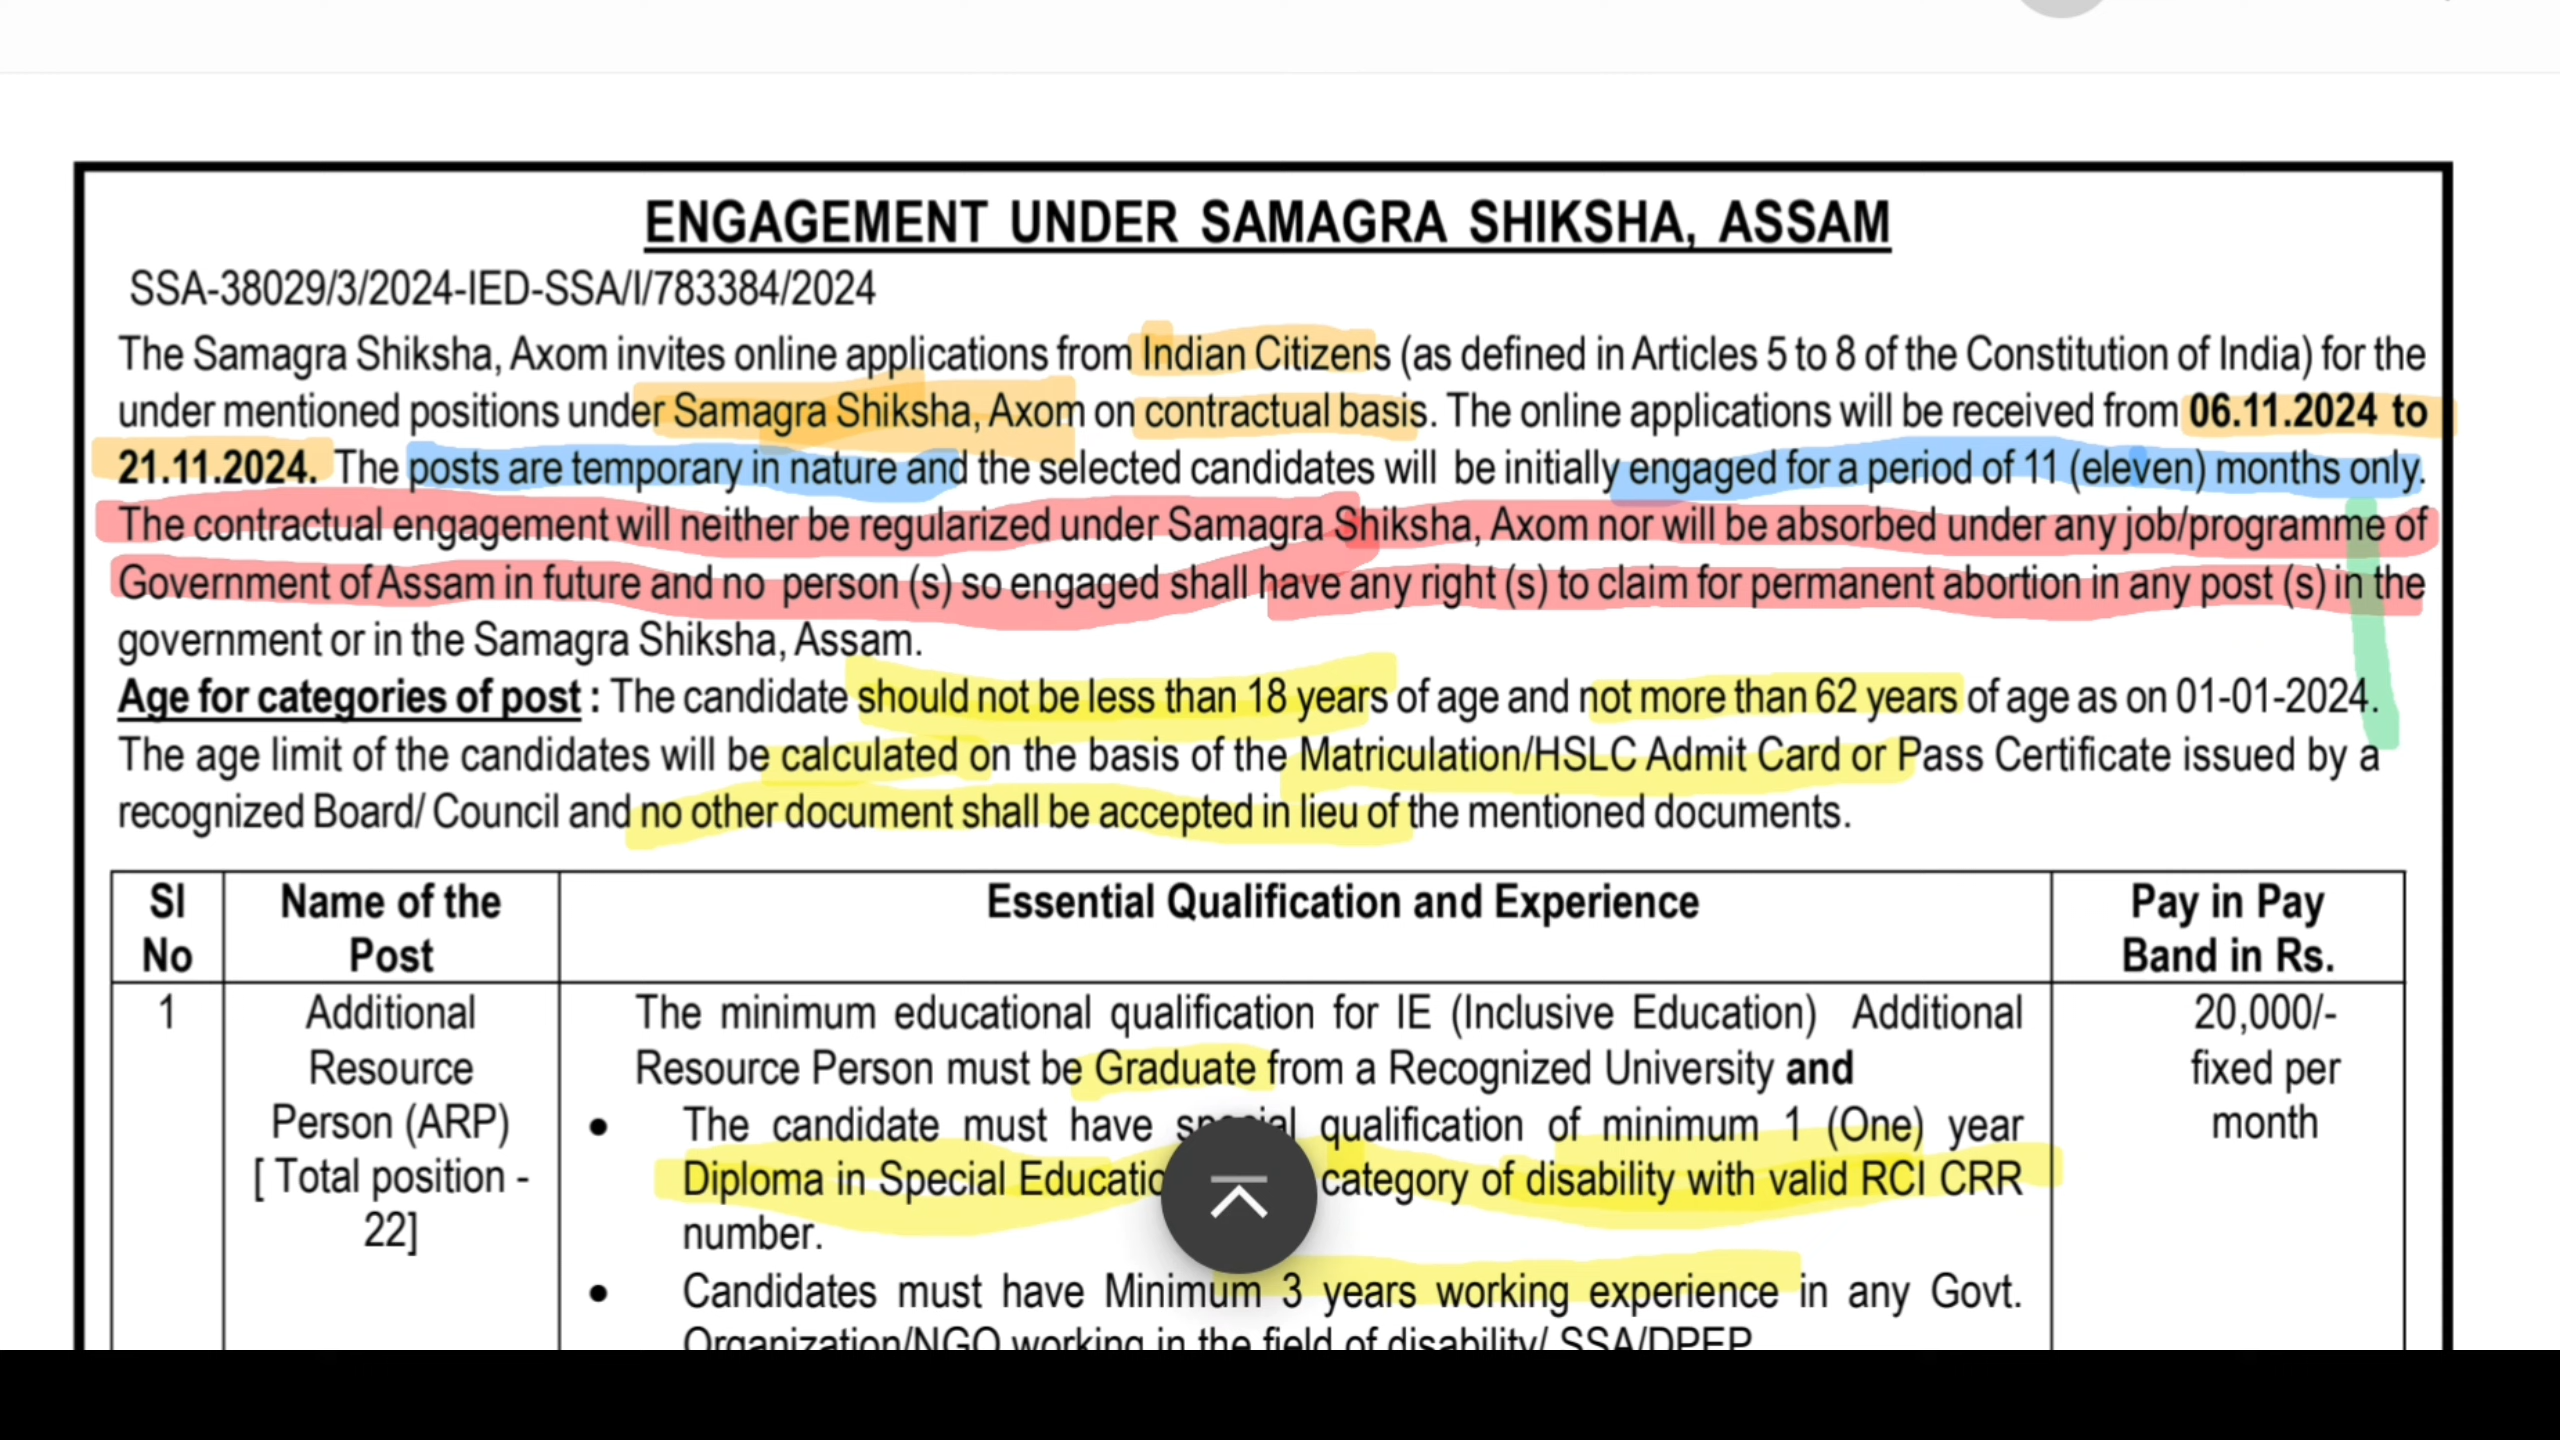 ENGAGEMENT UNDER SAMAGRA SHIKSHA, ASSAM
SSA-38029/3/2024-IED-SSA/I/783384/2024
The Samagra Shiksha, Axom invites online applications from Indian Citizens (as defined in Articles 5 to 8 of the Constitution of India) for the
under mentioned positions under Samagra Shiksha, Axom on contractual basis. The online applications will be received from 06.11.2024 to
21.11.2024. The posts are temporary in nature and the selected candidates will be initially engaged for a period of 11 (eleven) months only.
The contractual engagement will neither be regularized under Samagra Shiksha, Axom nor will be absorbed under any job/programme of
Government of Assam in future and no person (s) so engaged shall have any right (s) to claim for permanent abortion in any post (s) in the
government or in the Samagra Shiksha, Assam.
Age for categories of post : The candidate should not be less than 18 years of age and not more than 62 years of age as on 01-01-2024.
The age limit of the candidates will be calculated on the basis of the Matriculation/HSLC Admit Card or Pass Certificate issued by a
recognized Board/ Council and no other document shall be accepted in lieu of the mentioned documents.
Sl No
Name of the Post
Essential Qualification and Experience
Pay in Pay Band in Rs.
1
Additional
Resource
Person (ARP)
[ Total position -
22]
The minimum educational qualification for IE (Inclusive Education) Additional
Resource Person must be Graduate from a Recognized University and
• The candidate must have special qualification of minimum 1 (One) year
Diploma in Special category of disability with valid RCI CRR
number.
• Candidates must have Minimum 3 years working experience in any Govt.
Organization/NGO working in the field of disability/ SSA/DPEP
20,000/-
fixed per
month